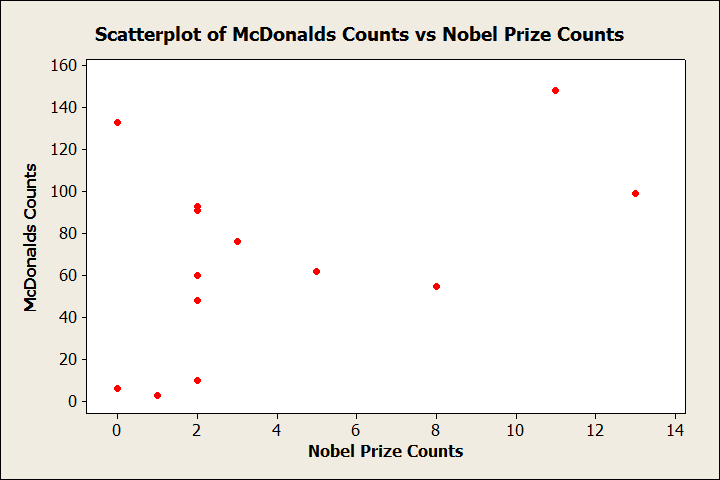 Scatterplot of McDonalds Counts vs Nobel Prize Counts
160
140
120
100
80
60
40
20
0
McDonalds Counts
0 2 4 6 8 10 12 14
Nobel Prize Counts